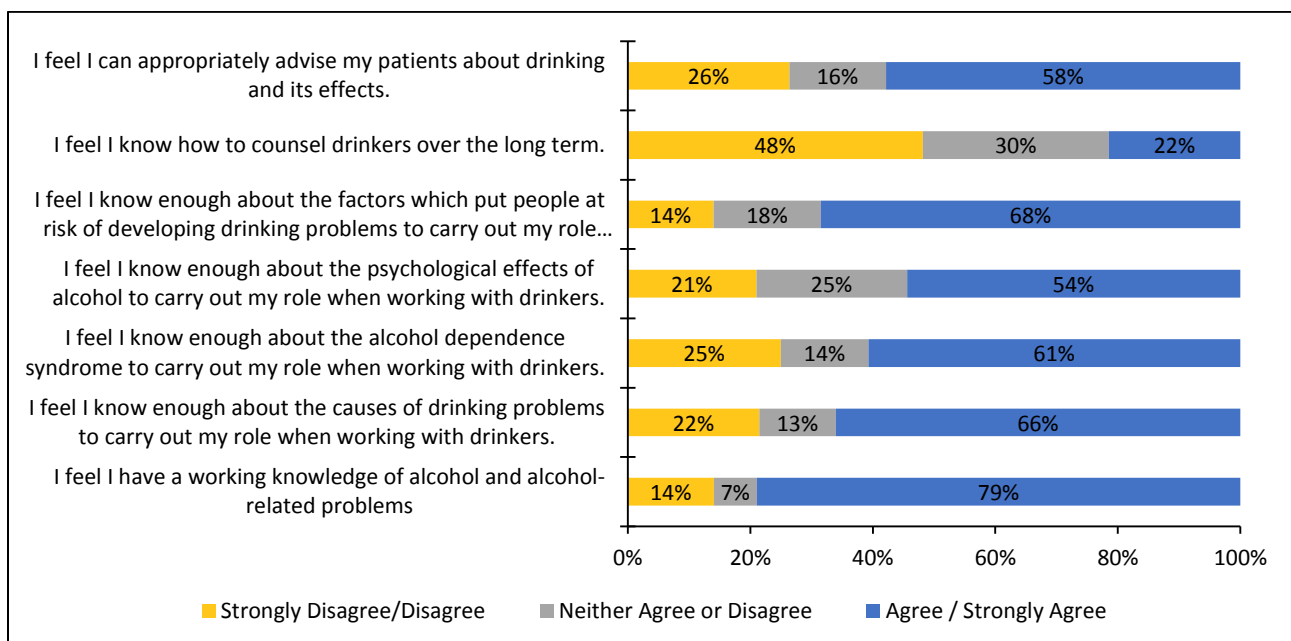 I feel I can appropriately advise my patients about drinking
and its effects.
26% 16% 58%
I feel I know how to counsel drinkers over the long term.
48% 30% 22%
I feel I know enough about the factors which put people at
risk of developing drinking problems to carry out my role…
14% 18% 68%
I feel I know enough about the psychological effects of
alcohol to carry out my role when working with drinkers.
21% 25% 54%
I feel I know enough about the alcohol dependence
syndrome to carry out my role when working with drinkers.
25% 14% 61%
I feel I know enough about the causes of drinking problems
to carry out my role when working with drinkers.
22% 13% 66%
I feel I have a working knowledge of alcohol and alcohol-
related problems
14% 7% 79%
0% 20% 40% 60% 80% 100%
Strongly Disagree/Disagree Neither Agree or Disagree Agree / Strongly Agree